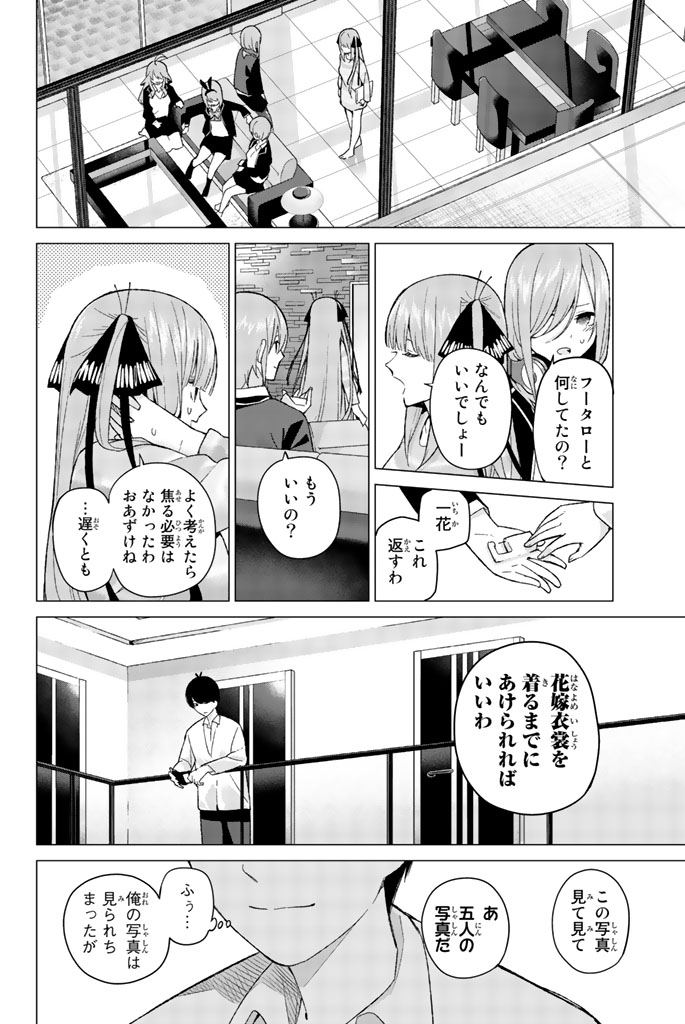 フータローと
何してたの？
なんでも
いいでしょー
一花
これ
返すわ
もう
いいの？
よく考えたら
焦る必要は
なかったわ
おあずけね
…遅くとも
花嫁衣裳を
着るまでに
あけられれば
いいわ
この写真
見て見て
あ
五人の
写真だ
ふぅ…
俺の写真は
見られち
まったが